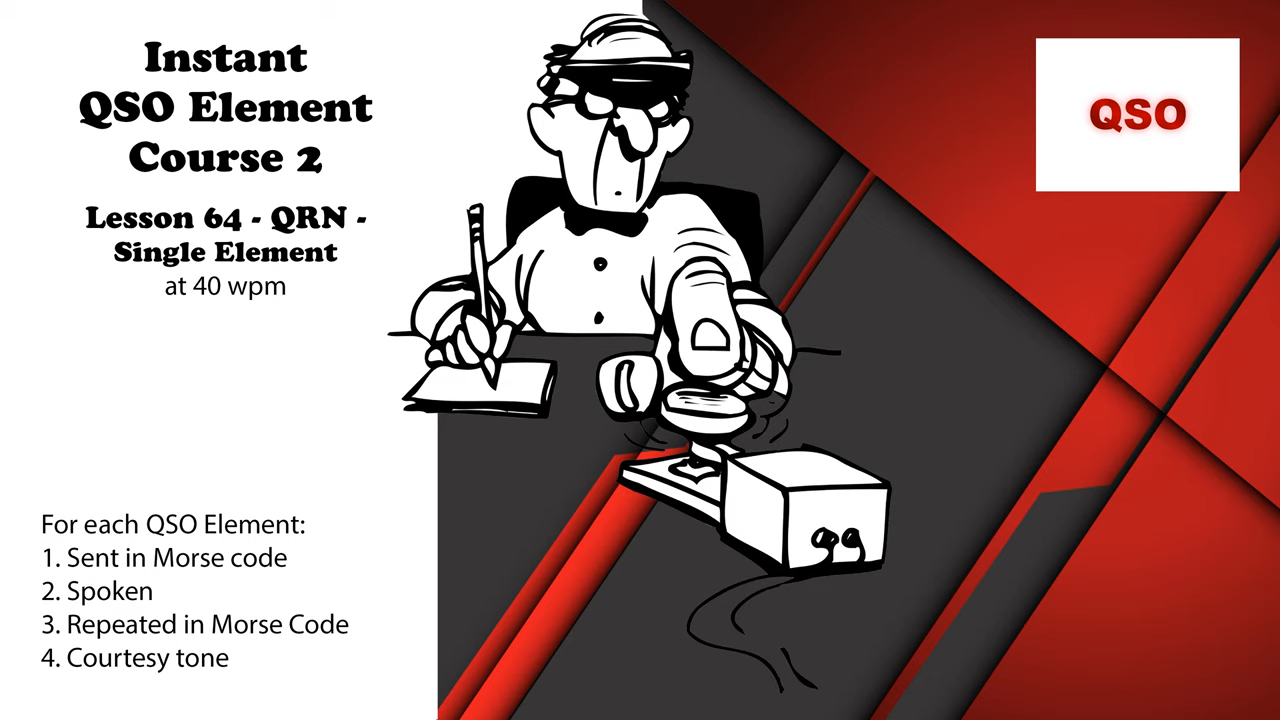 Instant
QSO Element
Course 2
Lesson 64 - QRN -
Single Element
at 40 wpm
QSO
For each QSO Element:
1. Sent in Morse code
2. Spoken
3. Repeated in Morse Code
4. Courtesy tone